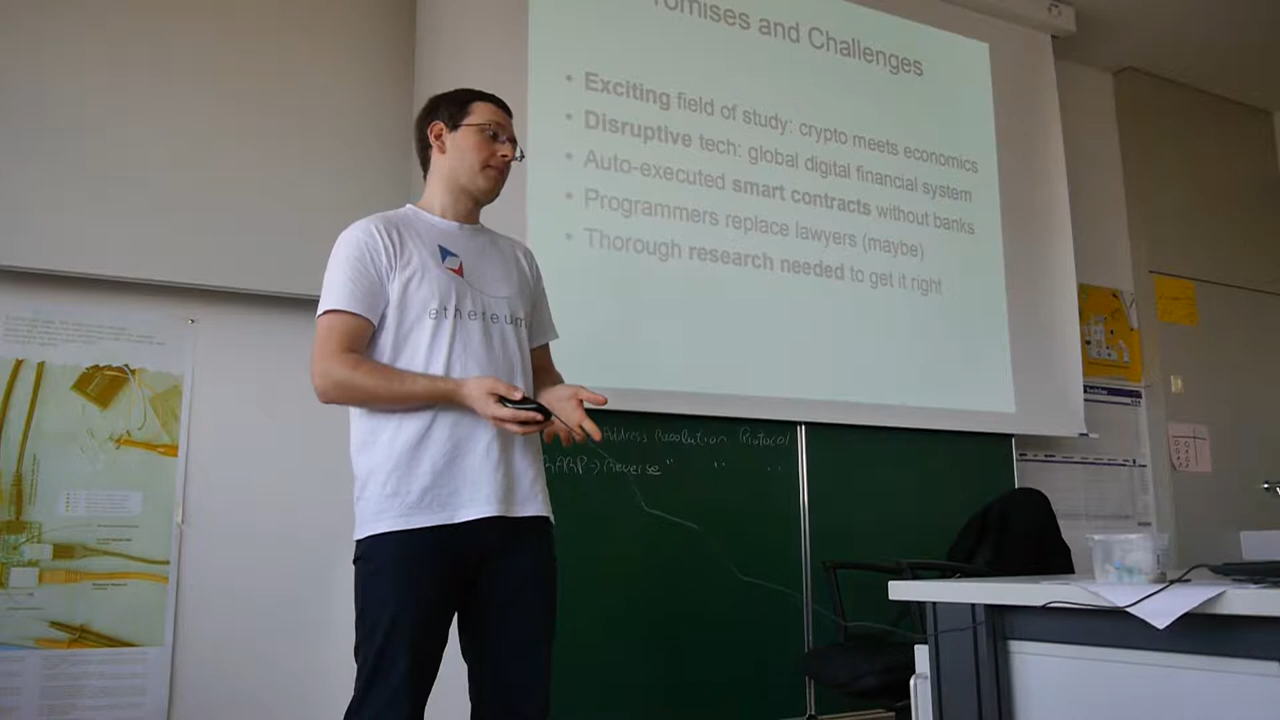 omises and Challenges
• Exciting field of study: crypto meets economics
• Disruptive tech: global digital financial system
• Auto-executed smart contracts without banks
• Programmers replace lawyers (maybe)
• Thorough research needed to get it right
ethereum
Address Resolution Protocol
RARP → Reverse " " "